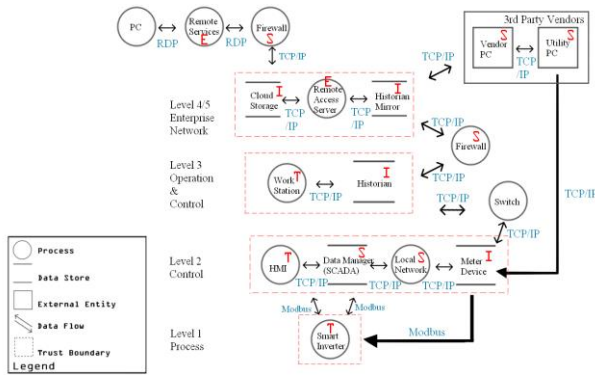 3rd Party Vendors
PC
RDP
Remote
Services
E
RDP
Firewall
S
TCP/IP
Vendor
PC
S
TCP
/IP
Utility
PC
S
TCP/IP
Level 4/5
Enterprise
Network
Cloud
Storage
I
TCP
/IP
E
Remote
Access
Server
TCP
/IP
Historian
Mirror
I
TCP/IP
Firewall
S
Level 3
Operation
&
Control
Work
Station
T
TCP/IP
Historian
I
TCP/IP
TCP/IP
Switch
TCP/IP
TCP/IP
Level 2
Control
HMI
T
TCP/IP
Data Manager
(SCADA)
S
TCP/IP
Local
Network
S
TCP/IP
Meter
Device
I
Modbus
Modbus
Level 1
Process
Smart
Inverter
T
Modbus
Process
Data Store
External Entity
Data Flow
Trust Boundary
Legend